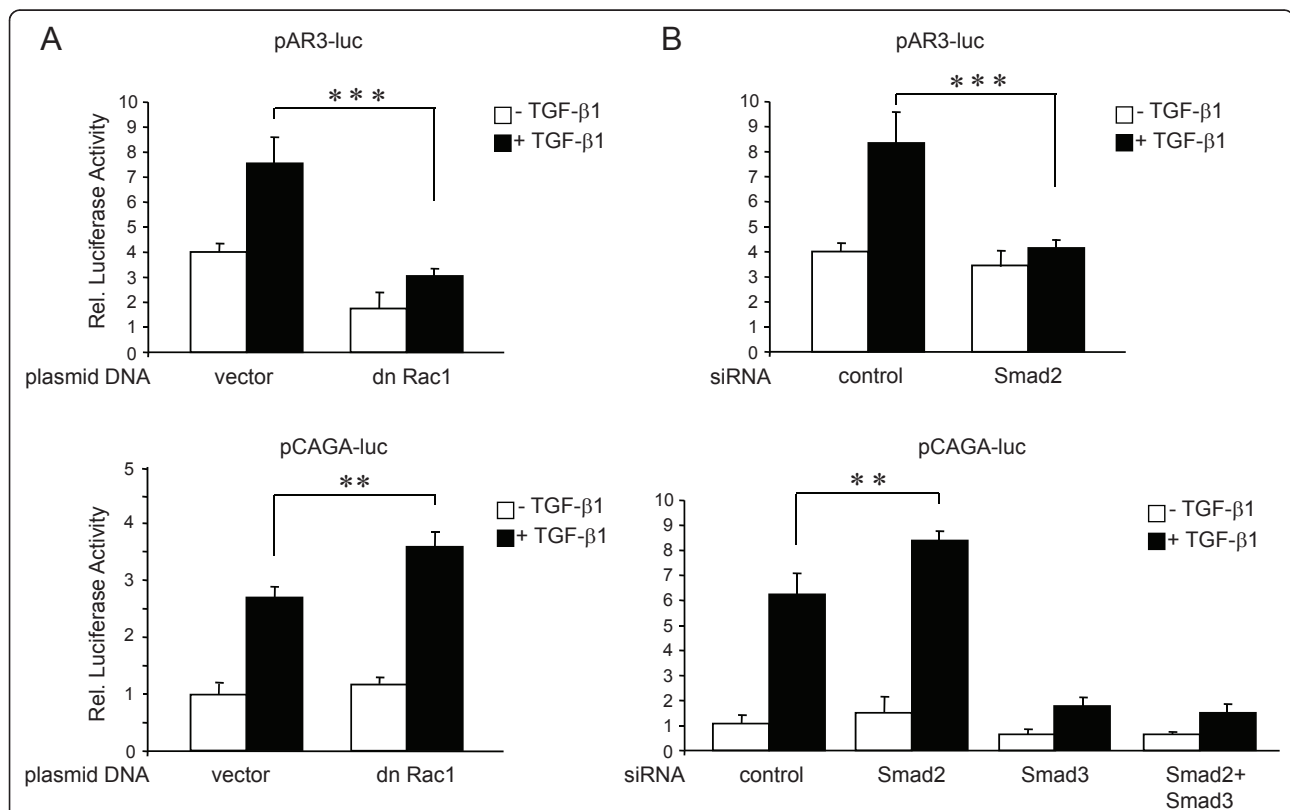 A
pAR3-luc
***
- TGF-β1
+ TGF-β1
Rel. Luciferase Activity
10
9
8
7
6
5
4
3
2
1
0
plasmid DNA vector dn Rac1
B
pAR3-luc
***
- TGF-β1
+ TGF-β1
10
9
8
7
6
5
4
3
2
1
0
siRNA control Smad2
pCAGA-luc
**
- TGF-β1
+ TGF-β1
Rel. Luciferase Activity
5
4
3
2
1
0
plasmid DNA vector dn Rac1
pCAGA-luc
**
- TGF-β1
+ TGF-β1
10
9
8
7
6
5
4
3
2
1
0
siRNA control Smad2 Smad3 Smad2+
Smad3